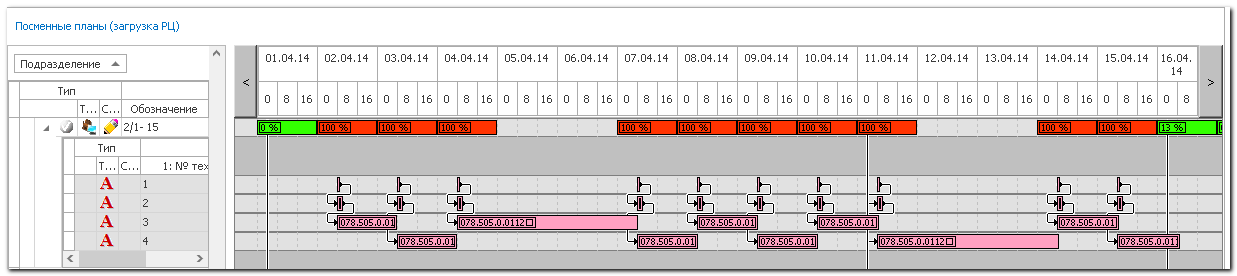 Посменные планы (загрузка РЦ)
Подразделение
01.04.14 02.04.14 03.04.14 04.04.14 05.04.14 06.04.14 07.04.14 08.04.14 09.04.14 10.04.14 11.04.14 12.04.14 13.04.14 14.04.14 15.04.14 16.04.
14
< >
Тип
Т... С... Обозначение
0 8 16 0 8 16 0 8 16 0 8 16 0 8 16 0 8 16 0 8 16 0 8 16 0 8 16 0 8 16 0 8 16 0 8 16 0 8 16 0 8 16 0 8 16 0 8
2/1- 15 0 % 100 % 100 % 100 % 100 % 100 % 100 % 100 % 100 % 100 % 100 % 13 %
Тип
Т... С... 1: № тех
А 1
А 2
А 3 078.505.0.01 078.505.0.0112 078.505.0.01 078.505.0.01 078.505.0.01
А 4 078.505.0.01 078.505.0.01 078.505.0.01 078.505.0.0112 078.505.0.011